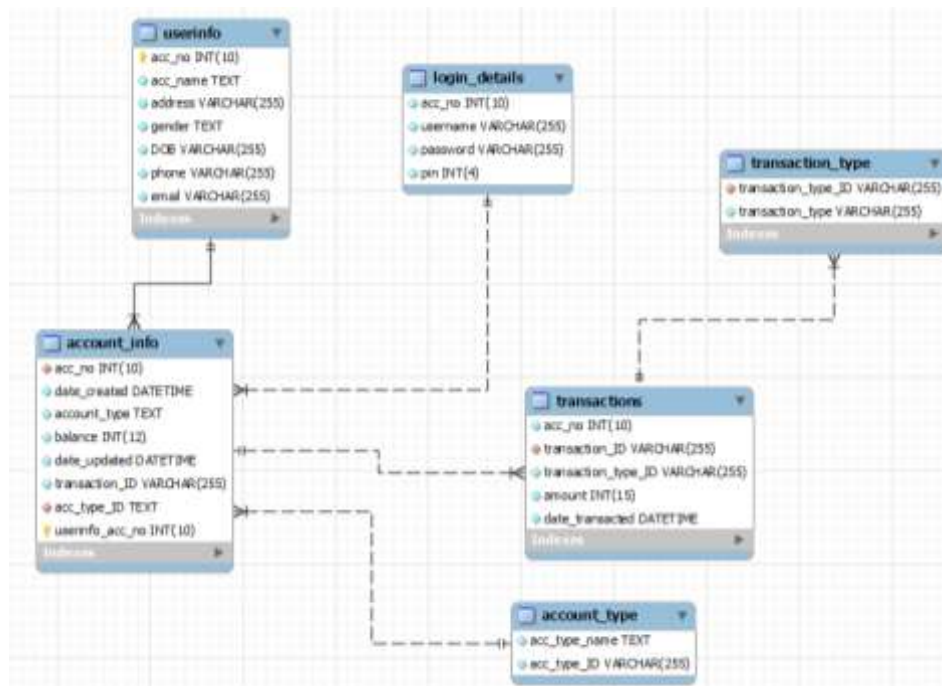 userinfo
acc_no INT(10)
acc_name TEXT
address VARCHAR(255)
gender TEXT
DOB VARCHAR(255)
phone VARCHAR(255)
email VARCHAR(255)
Indexes
login_details
acc_no INT(10)
username VARCHAR(255)
password VARCHAR(255)
pin INT(4)
transaction_type
transaction_type_ID VARCHAR(255)
transaction_type VARCHAR(255)
Indexes
account_info
acc_no INT(10)
date_created DATETIME
account_type TEXT
balance INT(12)
date_updated DATETIME
transaction_ID VARCHAR(255)
acc_type_ID TEXT
userinfo_acc_no INT(10)
Indexes
transactions
acc_no INT(10)
transaction_ID VARCHAR(255)
transaction_type_ID VARCHAR(255)
amount INT(15)
date_transacted DATETIME
Indexes
account_type
acc_type_name TEXT
acc_type_ID VARCHAR(255)